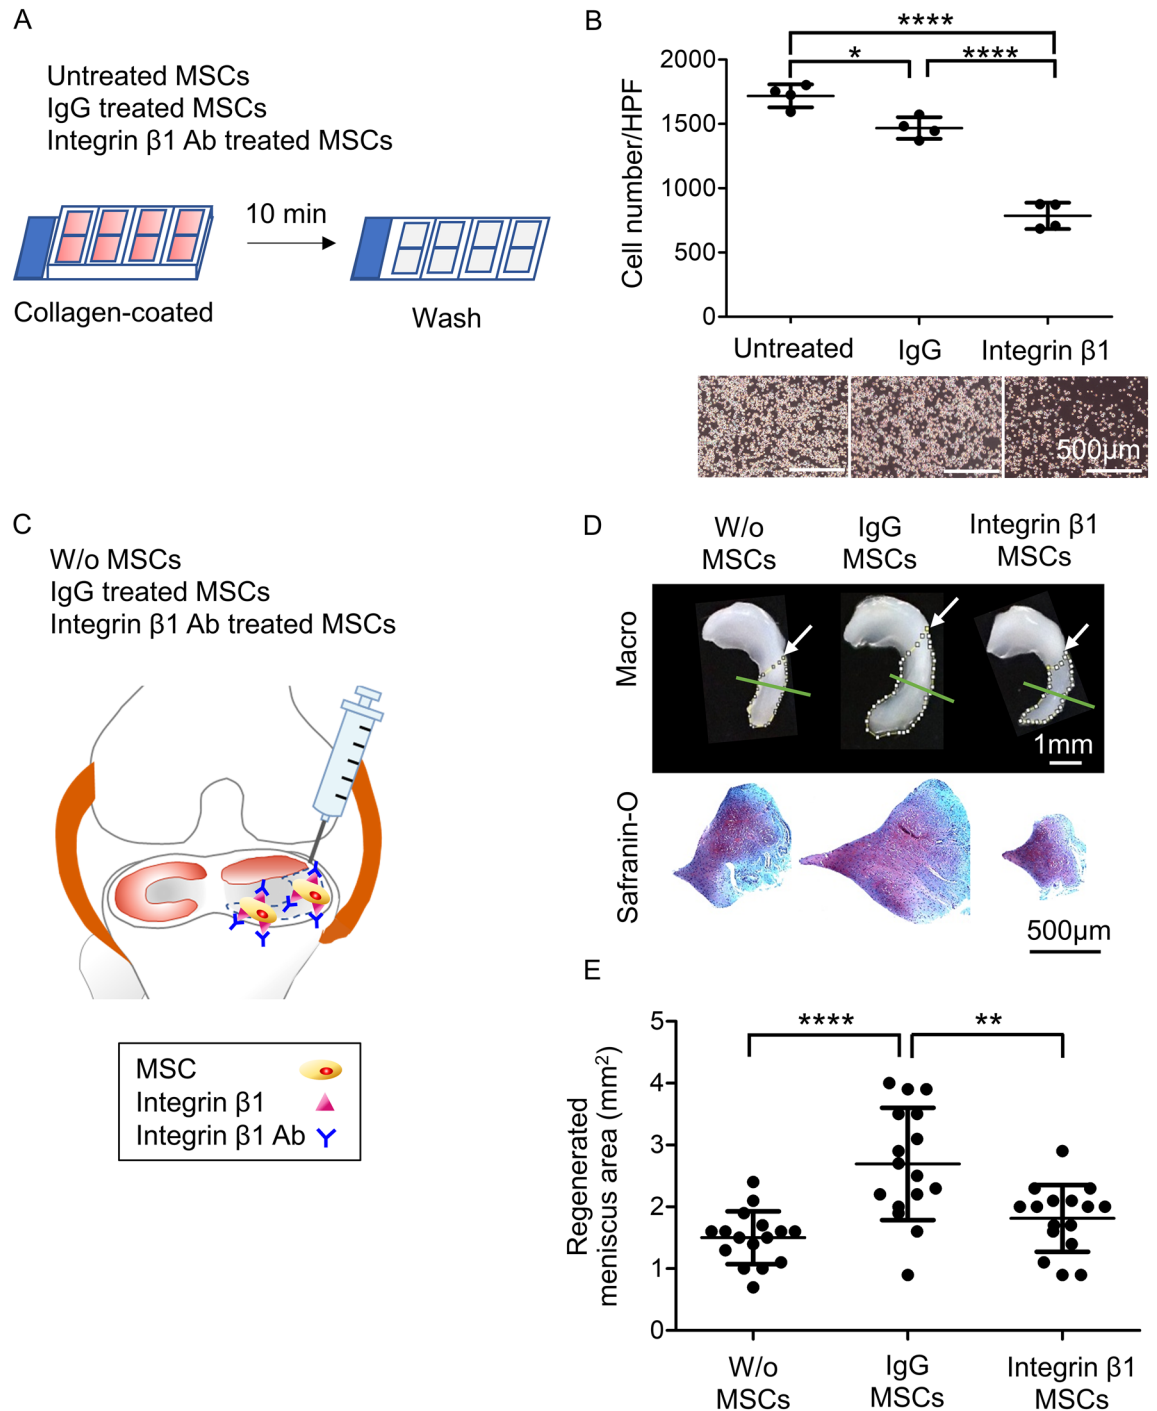 A
Untreated MSCs
IgG treated MSCs
Integrin β1 Ab treated MSCs
10 min
Collagen-coated
Wash
B
****
*
****
Cell number/HPF
2000
1500
1000
500
0
Untreated
IgG
Integrin β1
500μm
C
W/o MSCs
IgG treated MSCs
Integrin β1 Ab treated MSCs
MSC
Integrin β1
Integrin β1 Ab
D
W/o
MSCs
IgG
MSCs
Integrin β1
MSCs
Macro
1mm
Safranin-O
500μm
E
****
**
Regenerated
meniscus area (mm²)
5
4
3
2
1
0
W/o
MSCs
IgG
MSCs
Integrin β1
MSCs